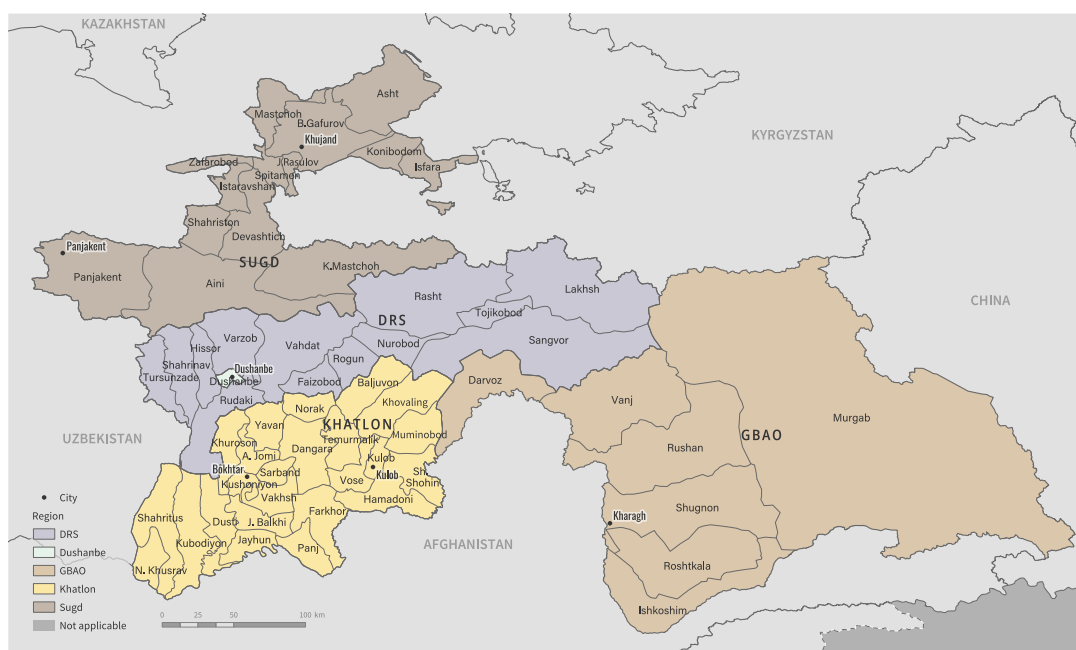 KAZAKHSTAN
Asht
Mastchoh
B.Gafurov
KYRGYZSTAN
Khujand
Konibodom
Zafarobod
J.Rasulov
Isfara
Spitamen
Istaravshan
Shahriston
Devashtich
Panjakent
SUGD
K.Mastchoh
Panjakent
Aini
Lakhsh
Rasht
CHINA
Tojikobod
DRS
Varzob
Vahdat
Nurobod
Sangvor
Hissor
Rogun
Shahrinav
Dushanbe
Tursunzade
Dushanbe
Faizobod
Baljuvon
Darvoz
Rudaki
Vanj
Khovaling
Norak
Murgab
Yavan
KHATLON
Muminobod
GBAO
UZBEKISTAN
Khuroson
Temurmalik
Dangara
Rushan
A. Jomi
Kulob
Bokhtar
Sarband
Kulob
Sh.
Shohin
Kushoniyon
Vose
City
Vakhsh
Hamadoni
Shugnon
Region
Farkhor
Kharagh
Shahritus
Dusti
J. Balkhi
DRS
Kubodiyon
Jayhun
Panj
AFGHANISTAN
Dushanbe
Roshtkala
GBAO
N. Khusrav
Khatlon
Ishkoshim
Sugd
0 25 50 100 km
Not applicable